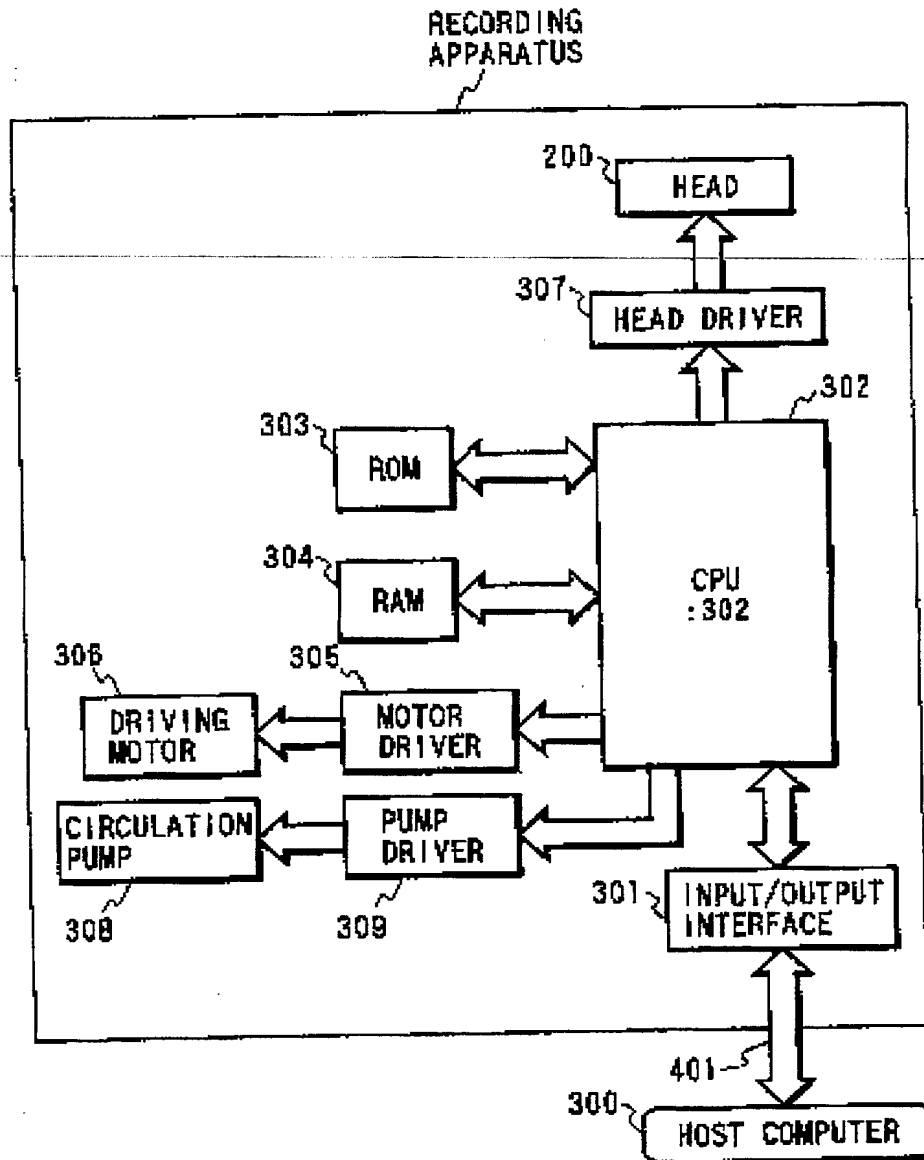 RECORDING
APPARATUS
200
HEAD
307
HEAD DRIVER
302
303
ROM
CPU
:302
304
RAM
306
305
DRIVING
MOTOR
MOTOR
DRIVER
CIRCULATION
PUMP
PUMP
DRIVER
308
309
301
INPUT/OUTPUT
INTERFACE
401
300
HOST COMPUTER